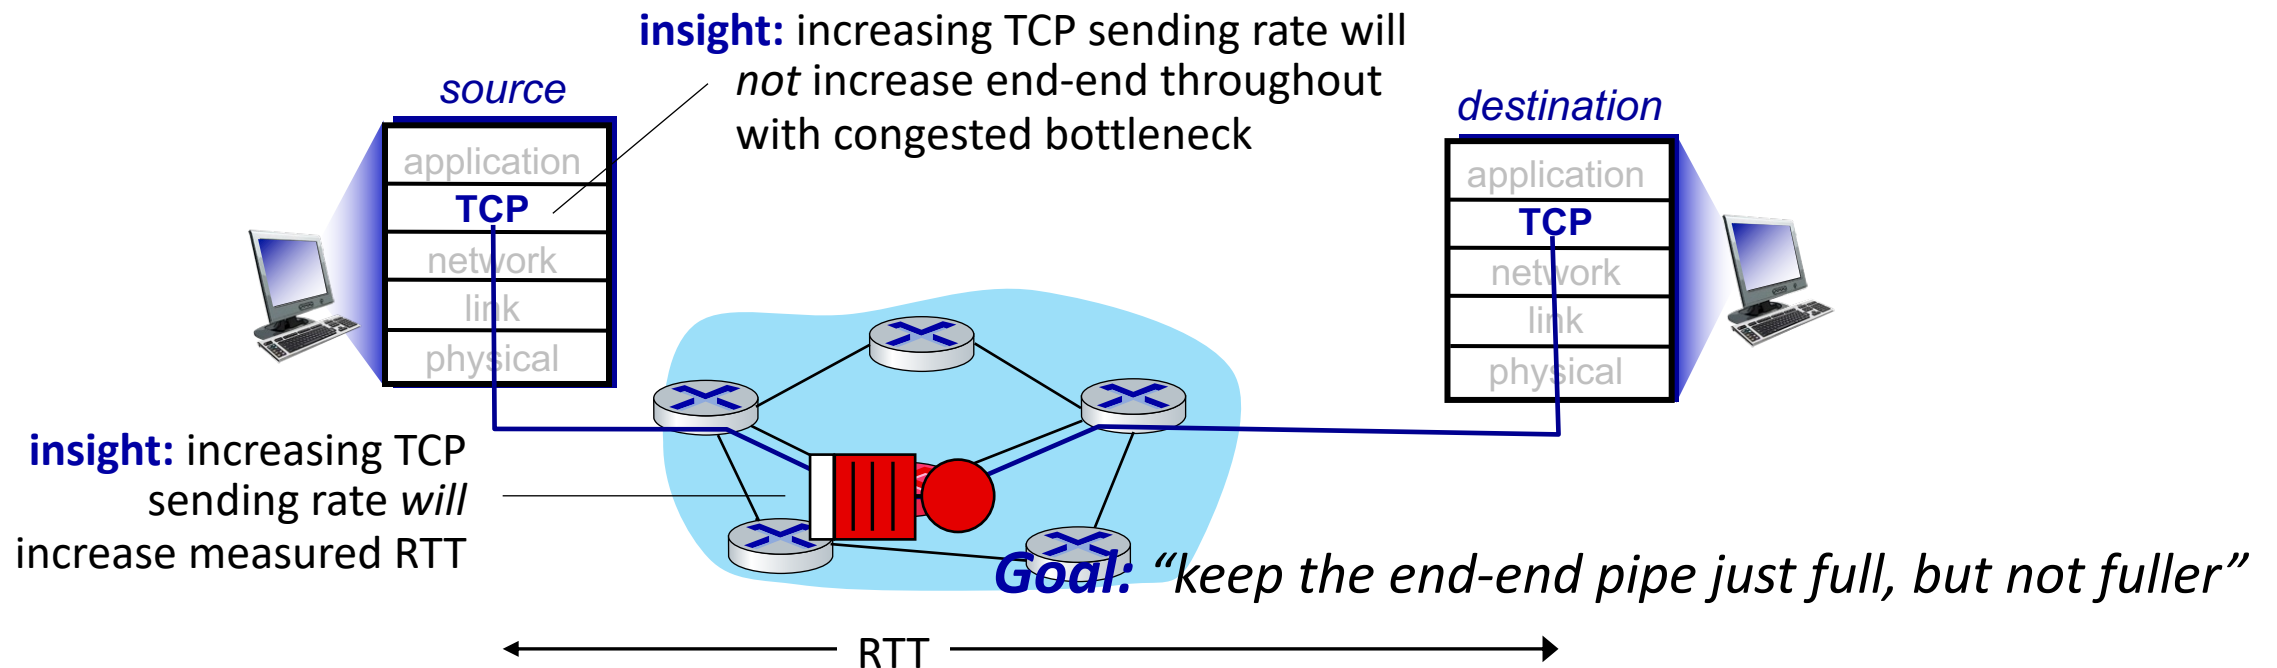 insight: increasing TCP sending rate will
not increase end-end throughout
with congested bottleneck
source
application
TCP
network
link
physical
destination
application
TCP
network
link
physical
insight: increasing TCP
sending rate will
increase measured RTT
Goal: “keep the end-end pipe just full, but not fuller”
RTT